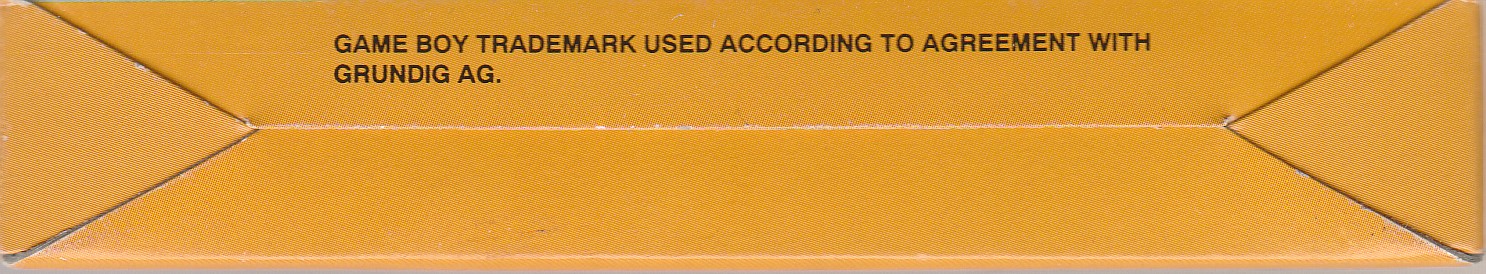 GAME BOY TRADEMARK USED ACCORDING TO AGREEMENT WITH
GRUNDIG AG.